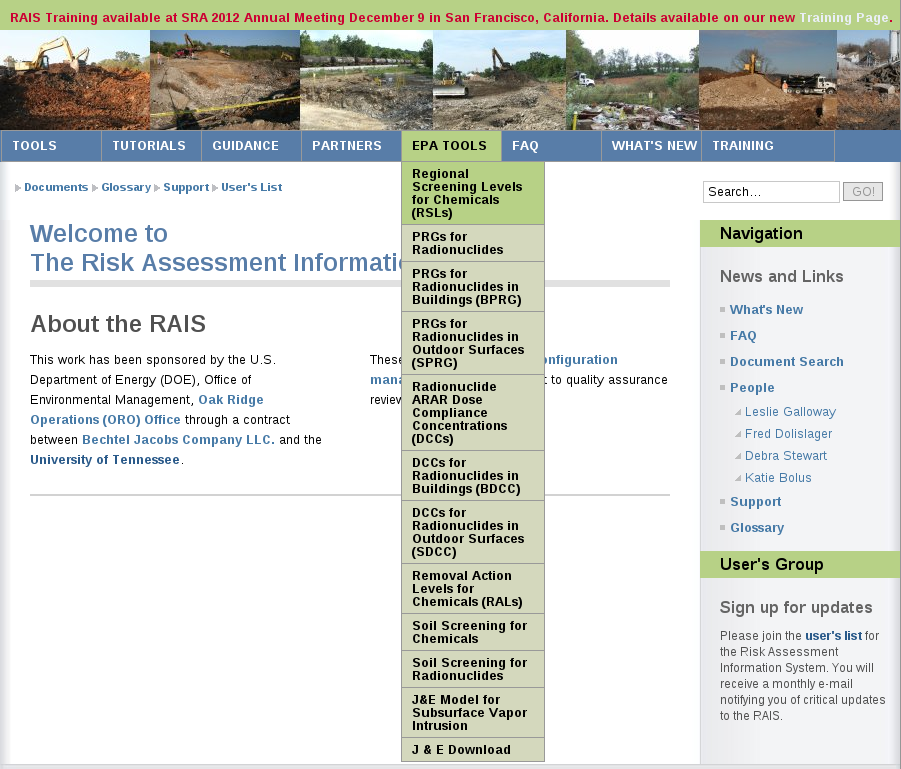 RAIS Training available at SRA 2012 Annual Meeting December 9 in San Francisco, California. Details available on our new Training Page.
TOOLS
TUTORIALS
GUIDANCE
PARTNERS
EPA TOOLS
FAQ
WHAT'S NEW
TRAINING
Documents Glossary Support User's List
Search...
GO!
Welcome to
The Risk Assessment
About the RAIS
This work has been sponsored by the U.S.
Department of Energy (DOE), Office of
Environmental Management, Oak Ridge
Operations (ORO) Office through a contract
between Bechtel Jacobs Company LLC. and the
University of Tennessee.
to quality assurance
Regional
Screening Levels
for Chemicals
(RSLs)
PRGs for
Radionuclides
PRGs for
Radionuclides in
Buildings (BPRG)
PRGs for
Radionuclides in
Outdoor Surfaces
(SPRG)
Radionuclide
ARAR Dose
Compliance
Concentrations
(DCCs)
DCCs for
Radionuclides in
Buildings (BDCC)
DCCs for
Radionuclides in
Outdoor Surfaces
(SDCC)
Removal Action
Levels for
Chemicals (RALs)
Soil Screening for
Chemicals
Soil Screening for
Radionuclides
J&E Model for
Subsurface Vapor
Intrusion
J & E Download
Navigation
News and Links
What's New
FAQ
Document Search
People
Leslie Galloway
Fred Dolislager
Debra Stewart
Katie Bolus
Support
Glossary
User's Group
Sign up for updates
Please join the user's list for
the Risk Assessment
Information System. You will
receive a monthly e-mail
notifying you of critical updates
to the RAIS.